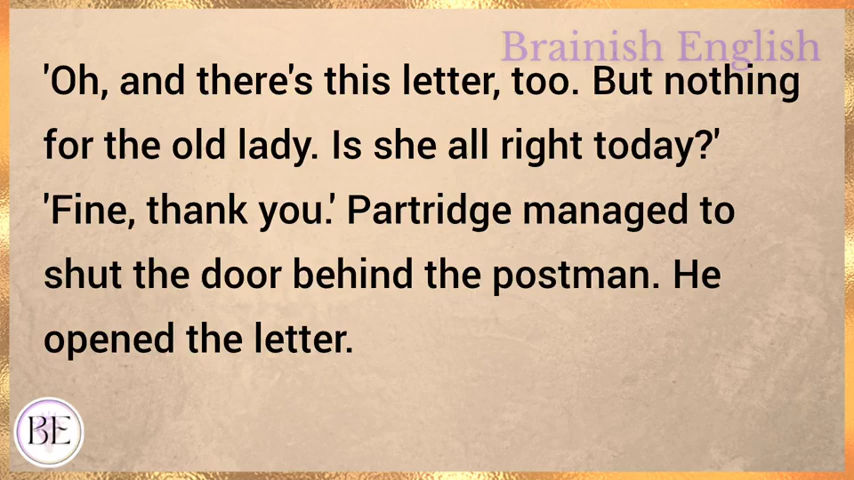 Brainish English
'Oh, and there's this letter, too. But nothing
for the old lady. Is she all right today?'
'Fine, thank you.' Partridge managed to
shut the door behind the postman. He
opened the letter.
BE